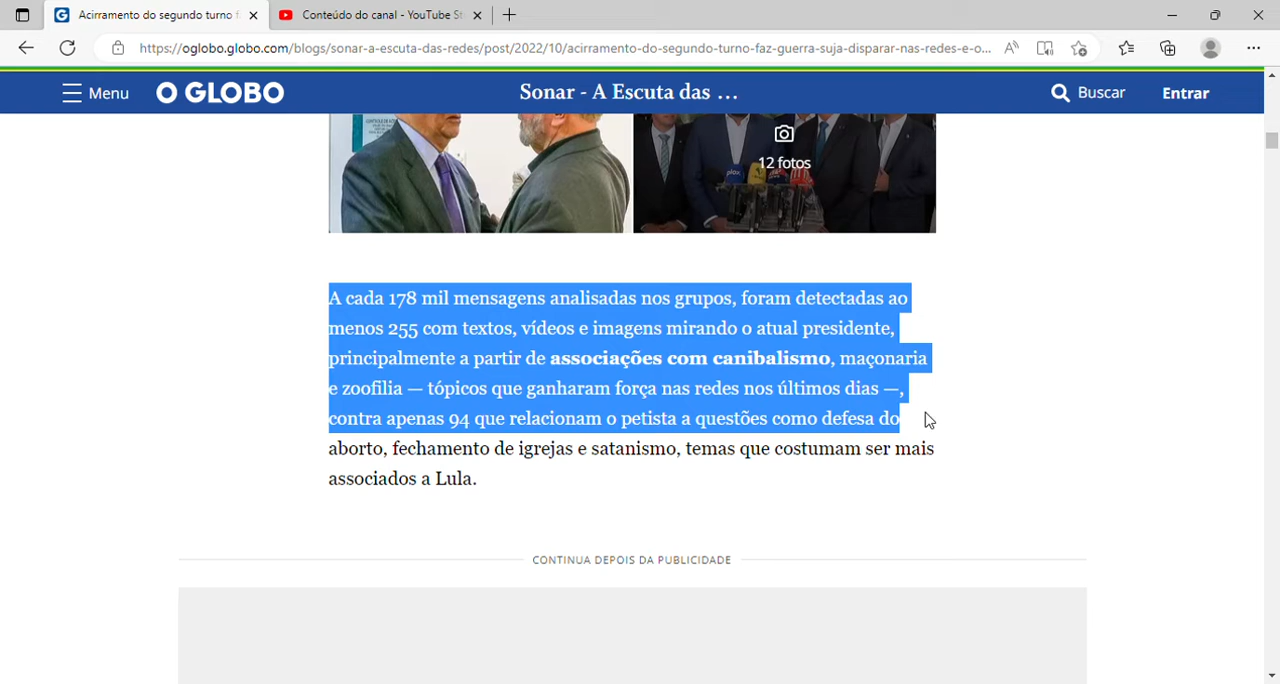 Acirramento do segundo turno f
Conteúdo do canal - YouTube St
https://oglobo.globo.com/blogs/sonar-a-escuta-das-redes/post/2022/10/acirramento-do-segundo-turno-faz-guerra-suja-disparar-nas-redes-e-o...
Menu
O GLOBO
Sonar - A Escuta das ...
Buscar
Entrar
12 fotos
A cada 178 mil mensagens analisadas nos grupos, foram detectadas ao
menos 255 com textos, vídeos e imagens mirando o atual presidente,
principalmente a partir de associações com canibalismo, maçonaria
e zoofilia — tópicos que ganharam força nas redes nos últimos dias —,
contra apenas 94 que relacionam o petista a questões como defesa do
aborto, fechamento de igrejas e satanismo, temas que costumam ser mais
associados a Lula.
CONTINUA DEPOIS DA PUBLICIDADE